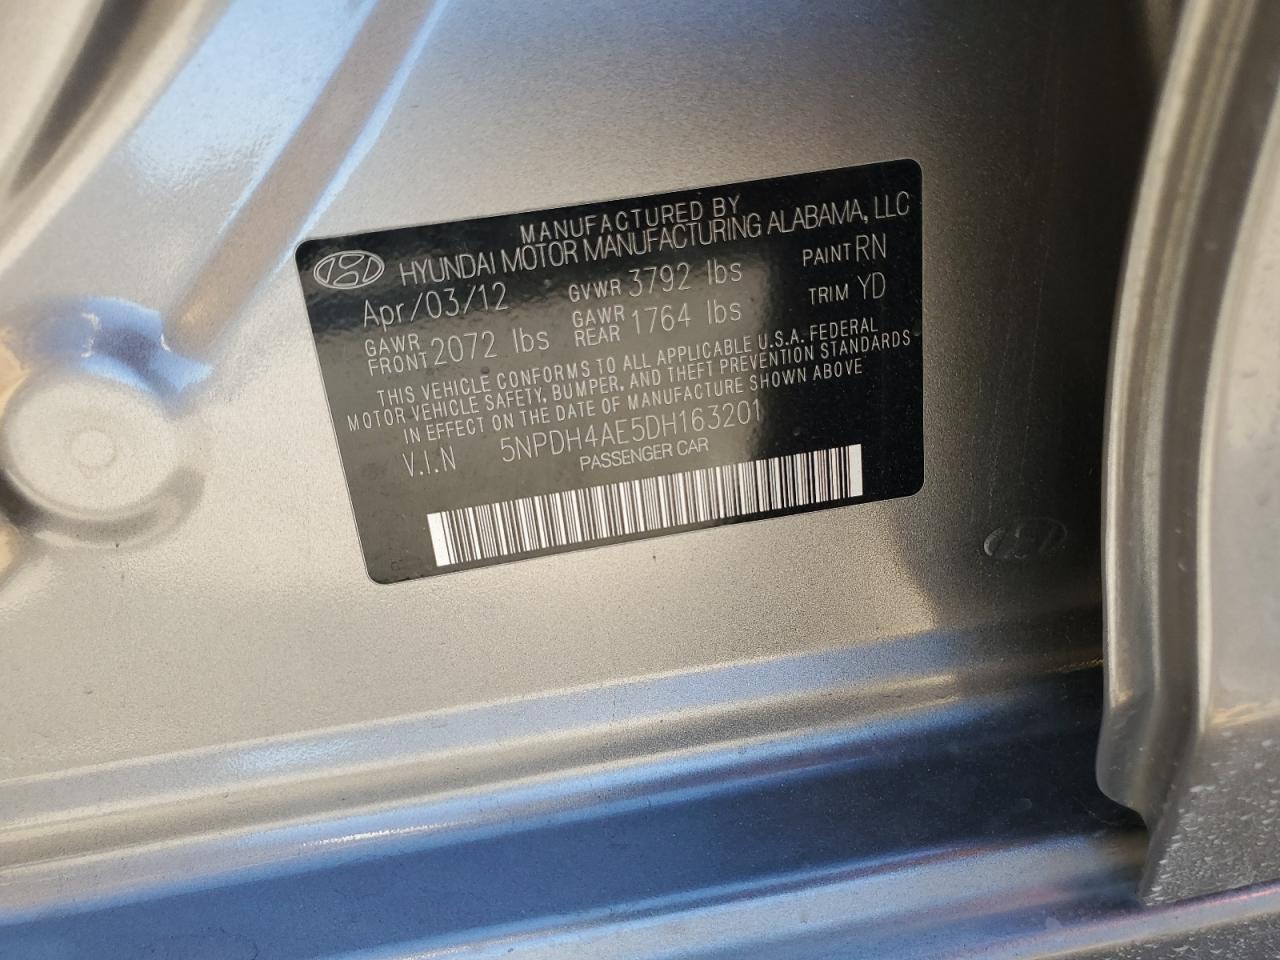 MANUFACTURED BY
HYUNDAI MOTOR MANUFACTURING ALABAMA, LLC
Apr/03/12 GVWR 3792 lbs PAINT RN
GAWR FRONT 2072 lbs GAWR REAR 1764 lbs TRIM YD
THIS VEHICLE CONFORMS TO ALL APPLICABLE U.S.A. FEDERAL
MOTOR VEHICLE SAFETY, BUMPER, AND THEFT PREVENTION STANDARDS
IN EFFECT ON THE DATE OF MANUFACTURE SHOWN ABOVE
V.I.N 5NPDH4AE5DH163201
PASSENGER CAR